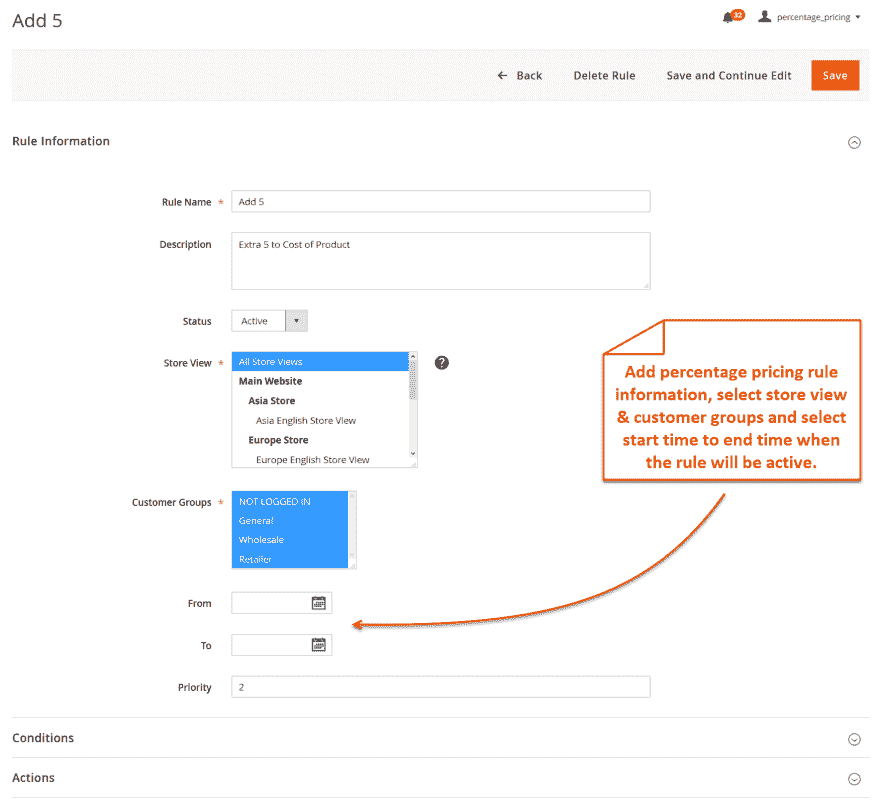 Add 5
32
percentage_pricing
Back
Delete Rule
Save and Continue Edit
Save
Rule Information
Rule Name *
Add 5
Description
Extra 5 to Cost of Product
Status
Active
Store View *
All Store Views
?
Main Website
Asia Store
Asia English Store View
Europe Store
Europe English Store View
Add percentage pricing rule
information, select store view
& customer groups and select
start time to end time when
the rule will be active.
Customer Groups *
NOT LOGGED IN
General
Wholesale
Retailer
From
To
Priority
2
Conditions
Actions